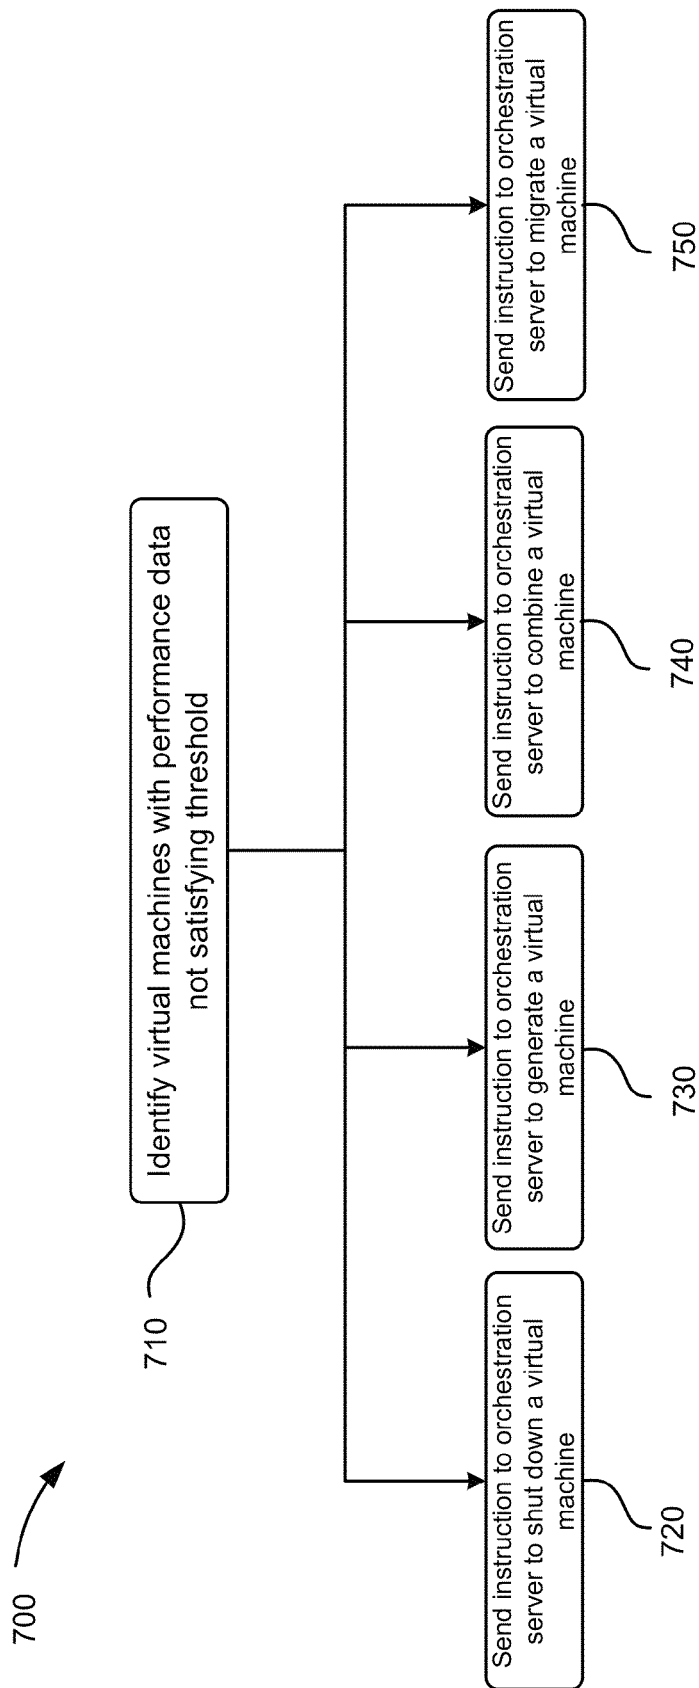 700
710
Identify virtual machines with performance data
not satisfying threshold
Send instruction to orchestration
server to shut down a virtual
machine
720
Send instruction to orchestration
server to generate a virtual
machine
730
Send instruction to orchestration
server to combine a virtual
machine
740
Send instruction to orchestration
server to migrate a virtual
machine
750